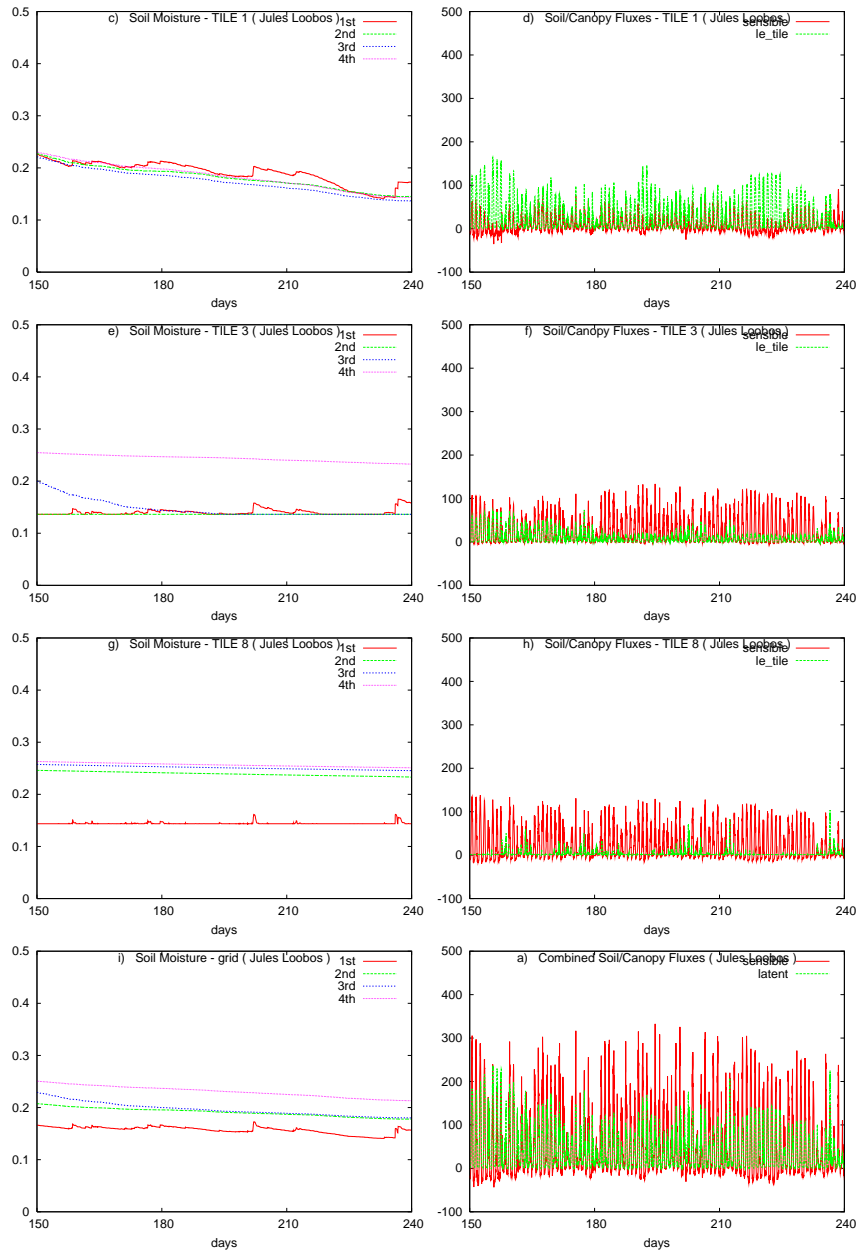 c) Soil Moisture - TILE 1 ( Jules Loobos )
1st
2nd
3rd
4th
0.5
0.4
0.3
0.2
0.1
0
150
180
210
240
days
d) Soil/Canopy Fluxes - TILE 1 ( Jules Loobos )
sensible
le_tile
500
400
300
200
100
0
-100
150
180
210
240
days
e) Soil Moisture - TILE 3 ( Jules Loobos )
1st
2nd
3rd
4th
0.5
0.4
0.3
0.2
0.1
0
150
180
210
240
days
f) Soil/Canopy Fluxes - TILE 3 ( Jules Loobos )
sensible
le_tile
500
400
300
200
100
0
-100
150
180
210
240
days
g) Soil Moisture - TILE 8 ( Jules Loobos )
1st
2nd
3rd
4th
0.5
0.4
0.3
0.2
0.1
0
150
180
210
240
days
h) Soil/Canopy Fluxes - TILE 8 ( Jules Loobos )
sensible
le_tile
500
400
300
200
100
0
-100
150
180
210
240
days
i) Soil Moisture - grid ( Jules Loobos )
1st
2nd
3rd
4th
0.5
0.4
0.3
0.2
0.1
0
150
180
210
240
days
a) Combined Soil/Canopy Fluxes ( Jules Loobos )
sensible
latent
500
400
300
200
100
0
-100
150
180
210
240
days